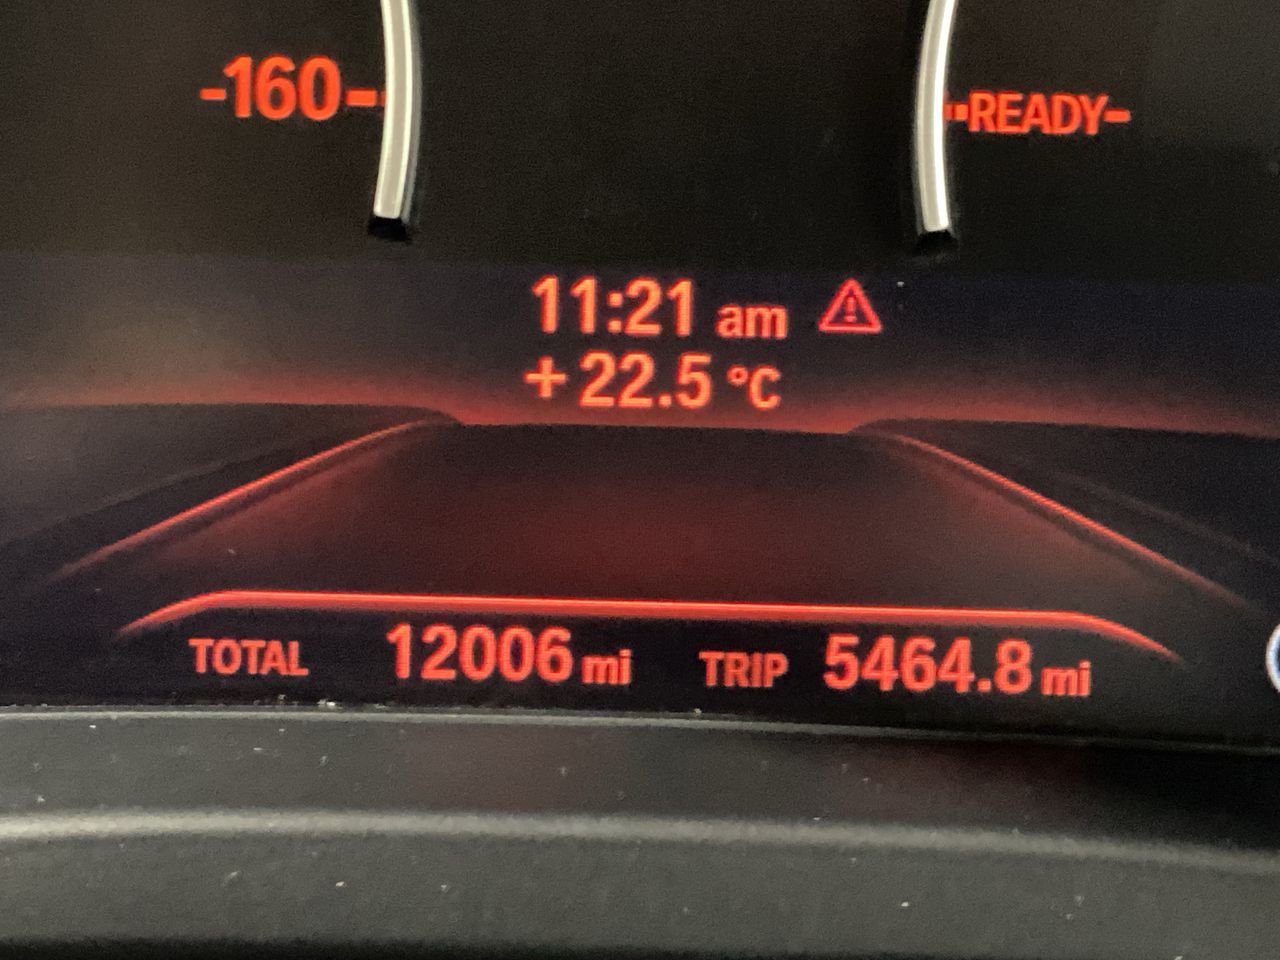 -160-
-READY-
11:21 am
+22.5 °C
TOTAL 12006 mi TRIP 5464.8 mi